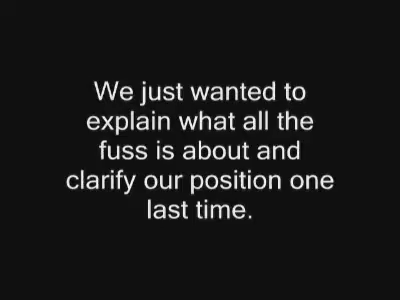 We just wanted to
explain what all the
fuss is about and
clarify our position one
last time.